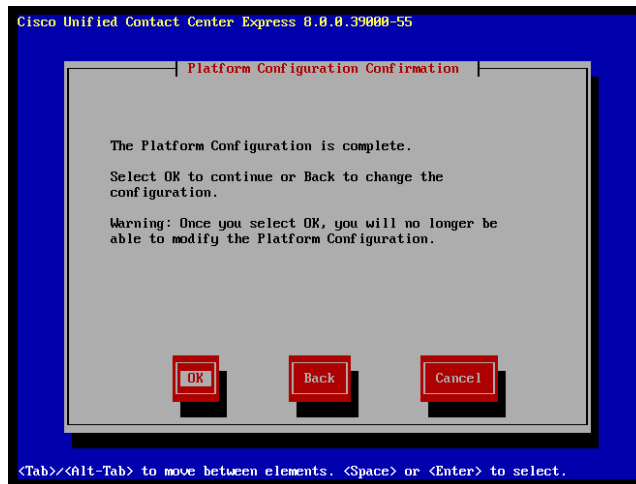 Cisco Unified Contact Center Express 8.0.0.39000-55
Platform Configuration Confirmation
The Platform Configuration is complete.
Select OK to continue or Back to change the
configuration.
Warning: Once you select OK, you will no longer be
able to modify the Platform Configuration.
OK Back Cancel
<Tab>/<Alt-Tab> to move between elements. <Space> or <Enter> to select.